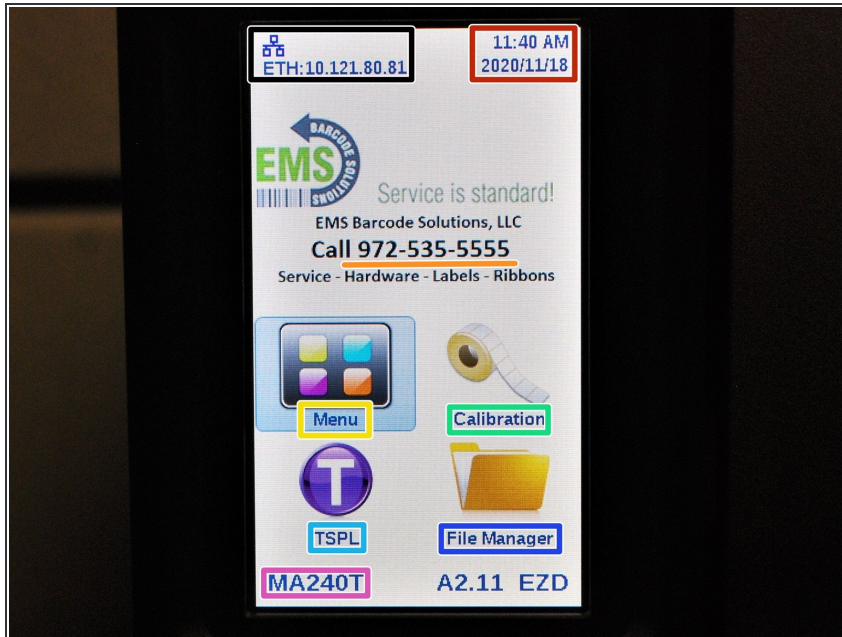 11:40 AM
ETH:10.121.80.81
2020/11/18
BARCODE SOLUTIONS
EMS
Service is standard!
EMS Barcode Solutions, LLC
Call 972-535-5555
Service - Hardware - Labels - Ribbons
Menu
Calibration
T
TSPL
File Manager
MA240T
A2.11 EZD